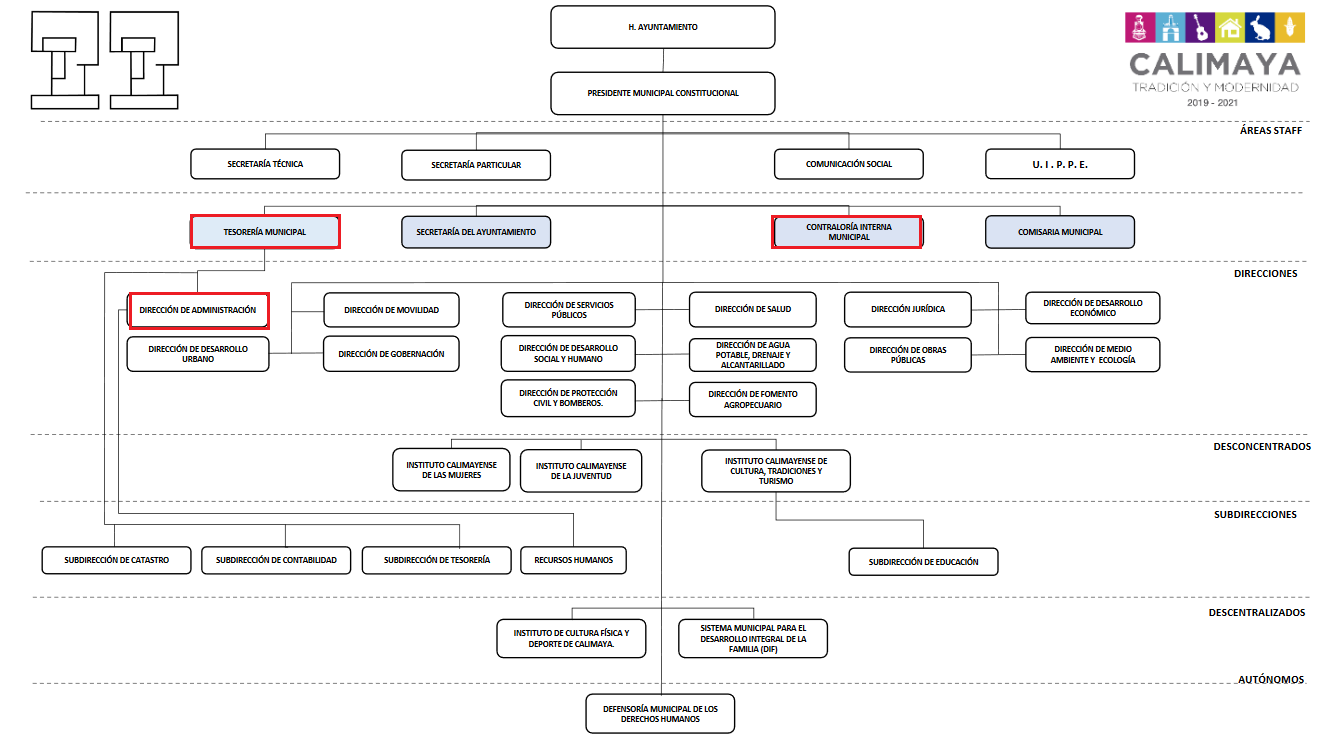 H. AYUNTAMIENTO
PRESIDENTE MUNICIPAL CONSTITUCIONAL
CALIMAYA
TRADICIÓN Y MODERNIDAD
2019 - 2021
ÁREAS STAFF
SECRETARÍA TÉCNICA
SECRETARÍA PARTICULAR
COMUNICACIÓN SOCIAL
U. I . P. P. E.
TESORERÍA MUNICIPAL
SECRETARÍA DEL AYUNTAMIENTO
CONTRALORÍA INTERNA
MUNICIPAL
COMISARIA MUNICIPAL
DIRECCIONES
DIRECCIÓN DE ADMINISTRACIÓN
DIRECCIÓN DE MOVILIDAD
DIRECCIÓN DE SERVICIOS
PÚBLICOS
DIRECCIÓN DE SALUD
DIRECCIÓN JURÍDICA
DIRECCIÓN DE DESARROLLO
ECONÓMICO
DIRECCIÓN DE DESARROLLO
URBANO
DIRECCIÓN DE GOBERNACIÓN
DIRECCIÓN DE DESARROLLO
SOCIAL Y HUMANO
DIRECCIÓN DE AGUA
POTABLE, DRENAJE Y
ALCANTARILLADO
DIRECCIÓN DE OBRAS
PÚBLICAS
DIRECCIÓN DE MEDIO
AMBIENTE Y ECOLOGÍA
DIRECCIÓN DE PROTECCIÓN
CIVIL Y BOMBEROS.
DIRECCIÓN DE FOMENTO
AGROPECUARIO
DESCONCENTRADOS
INSTITUTO CALIMAYENSE
DE LAS MUJERES
INSTITUTO CALIMAYENSE
DE LA JUVENTUD
INSTITUTO CALIMAYENSE DE
CULTURA, TRADICIONES Y
TURISMO
SUBDIRECCIONES
SUBDIRECCIÓN DE CATASTRO
SUBDIRECCIÓN DE CONTABILIDAD
SUBDIRECCIÓN DE TESORERÍA
RECURSOS HUMANOS
SUBDIRECCIÓN DE EDUCACIÓN
DESCENTRALIZADOS
INSTITUTO DE CULTURA FÍSICA Y
DEPORTE DE CALIMAYA.
SISTEMA MUNICIPAL PARA EL
DESARROLLO INTEGRAL DE LA
FAMILIA (DIF)
AUTÓNOMOS
DEFENSORÍA MUNICIPAL DE LOS
DERECHOS HUMANOS